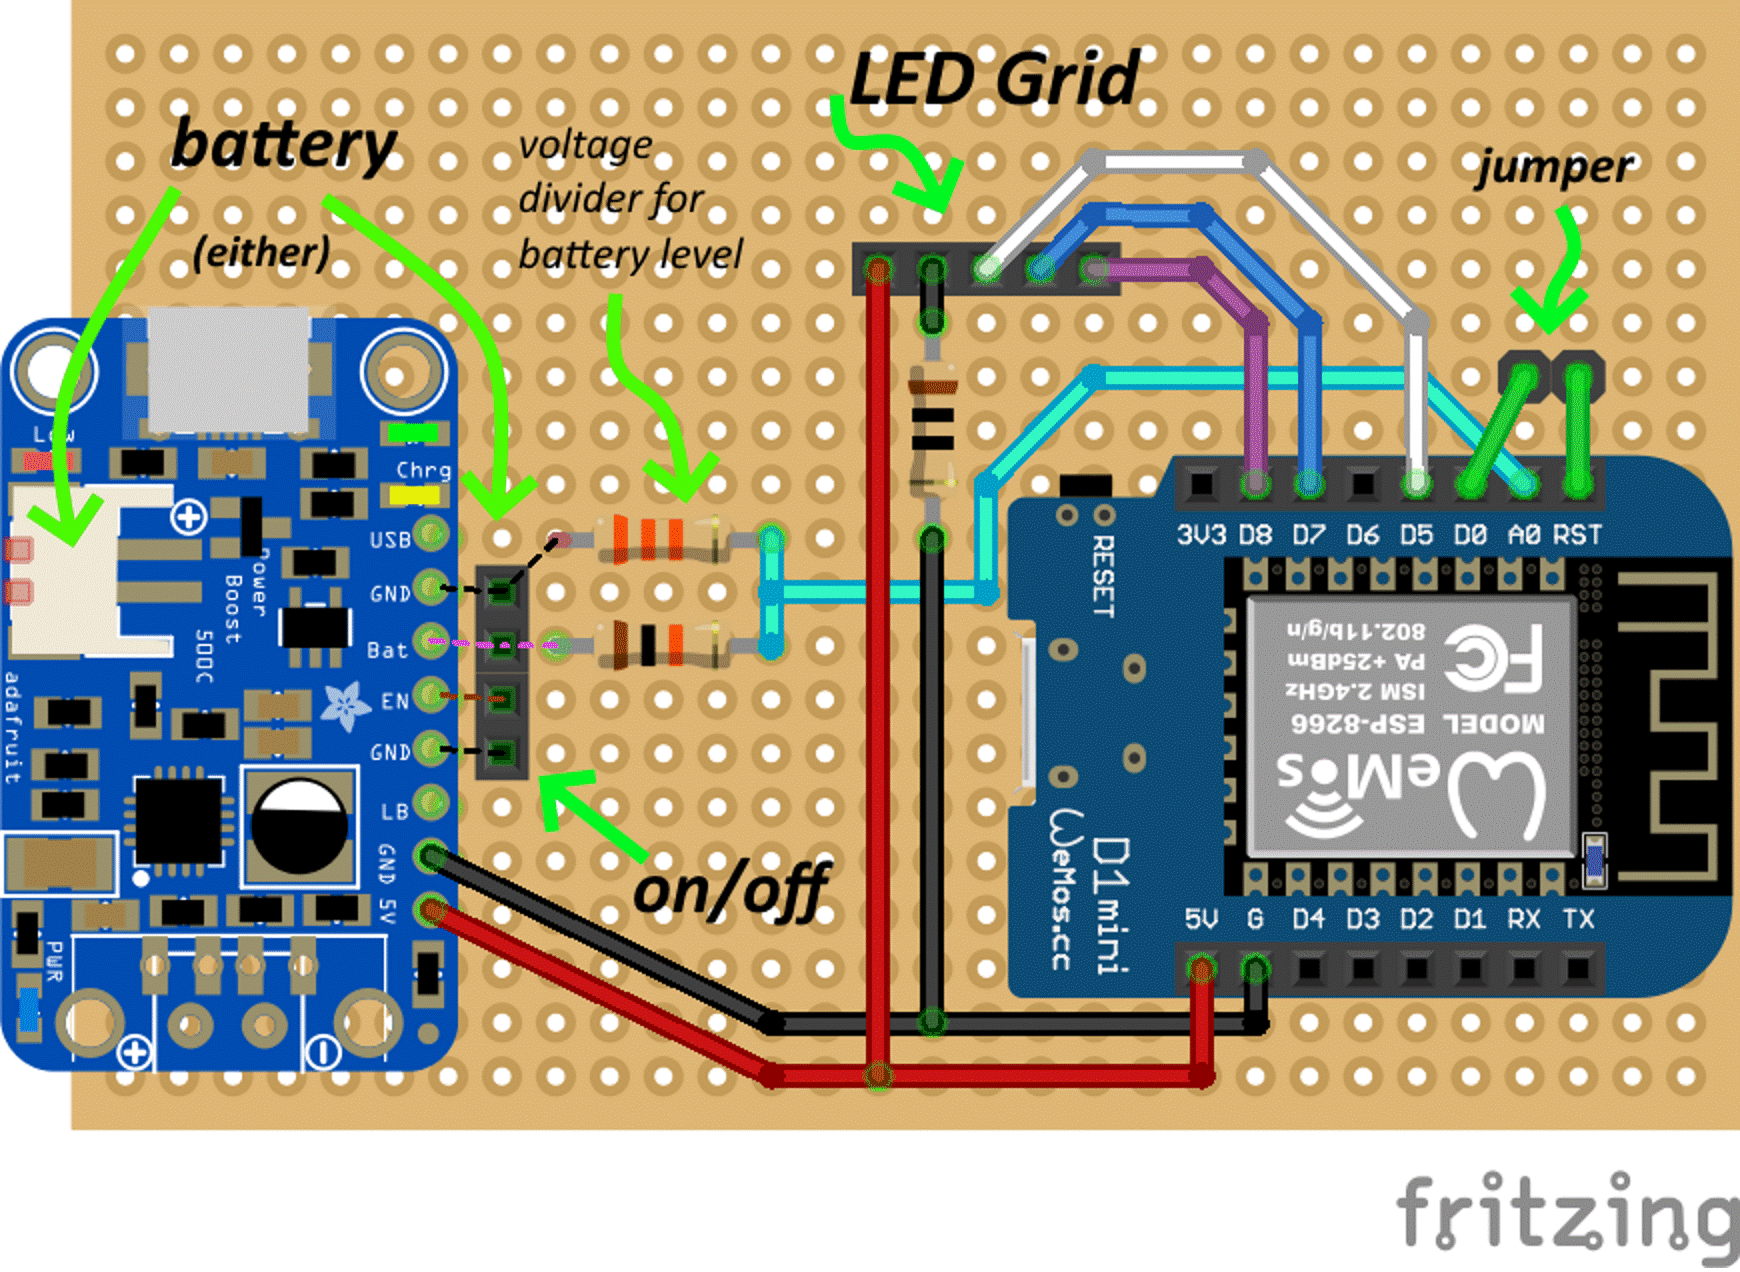 LED Grid
battery
voltage
divider for
battery level
jumper
(either)
Low
Chrg
USB
GND
Bat
EN
GND
LB
GND
5V
Power
Boost
500C
adafruit
PWR
on/off
3V3 D8 D7 D6 D5 D0 A0 RST
RESET
802.11b/g/n
PA +25dBm
ISM 2.4GHz
MODEL ESP-8266
FC
WeMos
D1 mini
WeMos.cc
5V G D4 D3 D2 D1 RX TX
fritzing